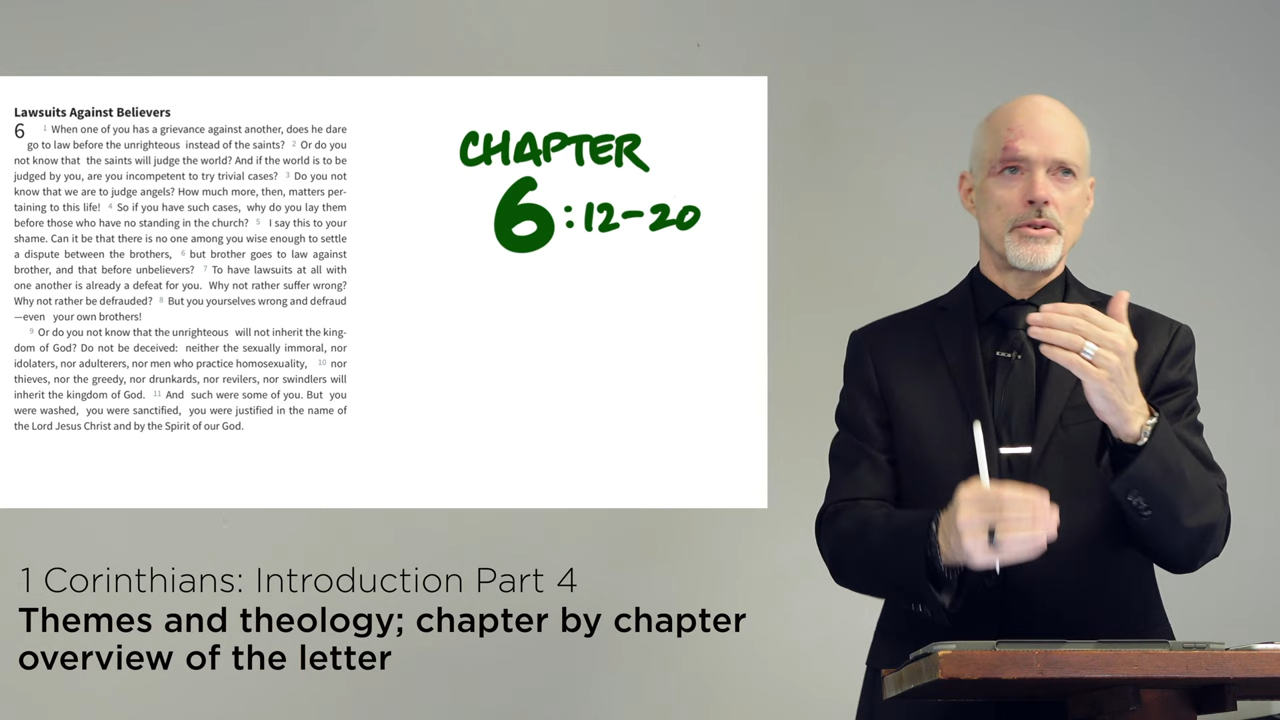 Lawsuits Against Believers
6 1 When one of you has a grievance against another, does he dare
go to law before the unrighteous instead of the saints? 2 Or do you
not know that the saints will judge the world? And if the world is to be
judged by you, are you incompetent to try trivial cases? 3 Do you not
know that we are to judge angels? How much more, then, matters per-
taining to this life! 4 So if you have such cases, why do you lay them
before those who have no standing in the church? 5 I say this to your
shame. Can it be that there is no one among you wise enough to settle
a dispute between the brothers, 6 but brother goes to law against
brother, and that before unbelievers? 7 To have lawsuits at all with
one another is already a defeat for you. Why not rather suffer wrong?
Why not rather be defrauded? 8 But you yourselves wrong and defraud
—even your own brothers!
9 Or do you not know that the unrighteous will not inherit the king-
dom of God? Do not be deceived: neither the sexually immoral, nor
idolaters, nor adulterers, nor men who practice homosexuality, 10 nor
thieves, nor the greedy, nor drunkards, nor revilers, nor swindlers will
inherit the kingdom of God. 11 And such were some of you. But you
were washed, you were sanctified, you were justified in the name of
the Lord Jesus Christ and by the Spirit of our God.
CHAPTER
6:12-20
1 Corinthians: Introduction Part 4
Themes and theology; chapter by chapter
overview of the letter